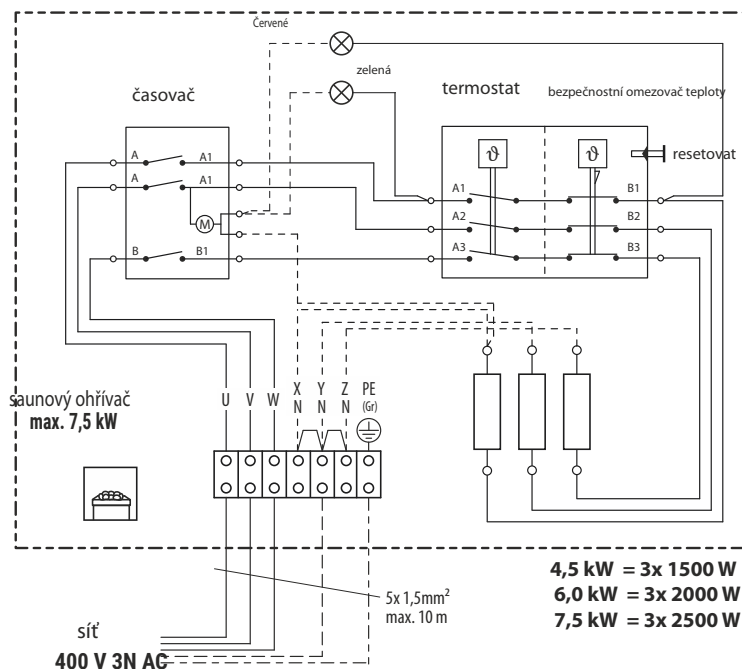 Červené
zelená
časovač
termostat
bezpečnostní omezovač teploty
ϑ
ϑ
resetovat
A
A1
A
A1
M
B
B1
A1
A2
A3
B1
B2
B3
saunový ohřívač
max. 7,5 kW
U
V
W
X
N
Y
N
Z
N
PE
(Gr)
5x 1,5mm²
max. 10 m
síť
400 V 3N AC
4,5 kW = 3x 1500 W
6,0 kW = 3x 2000 W
7,5 kW = 3x 2500 W